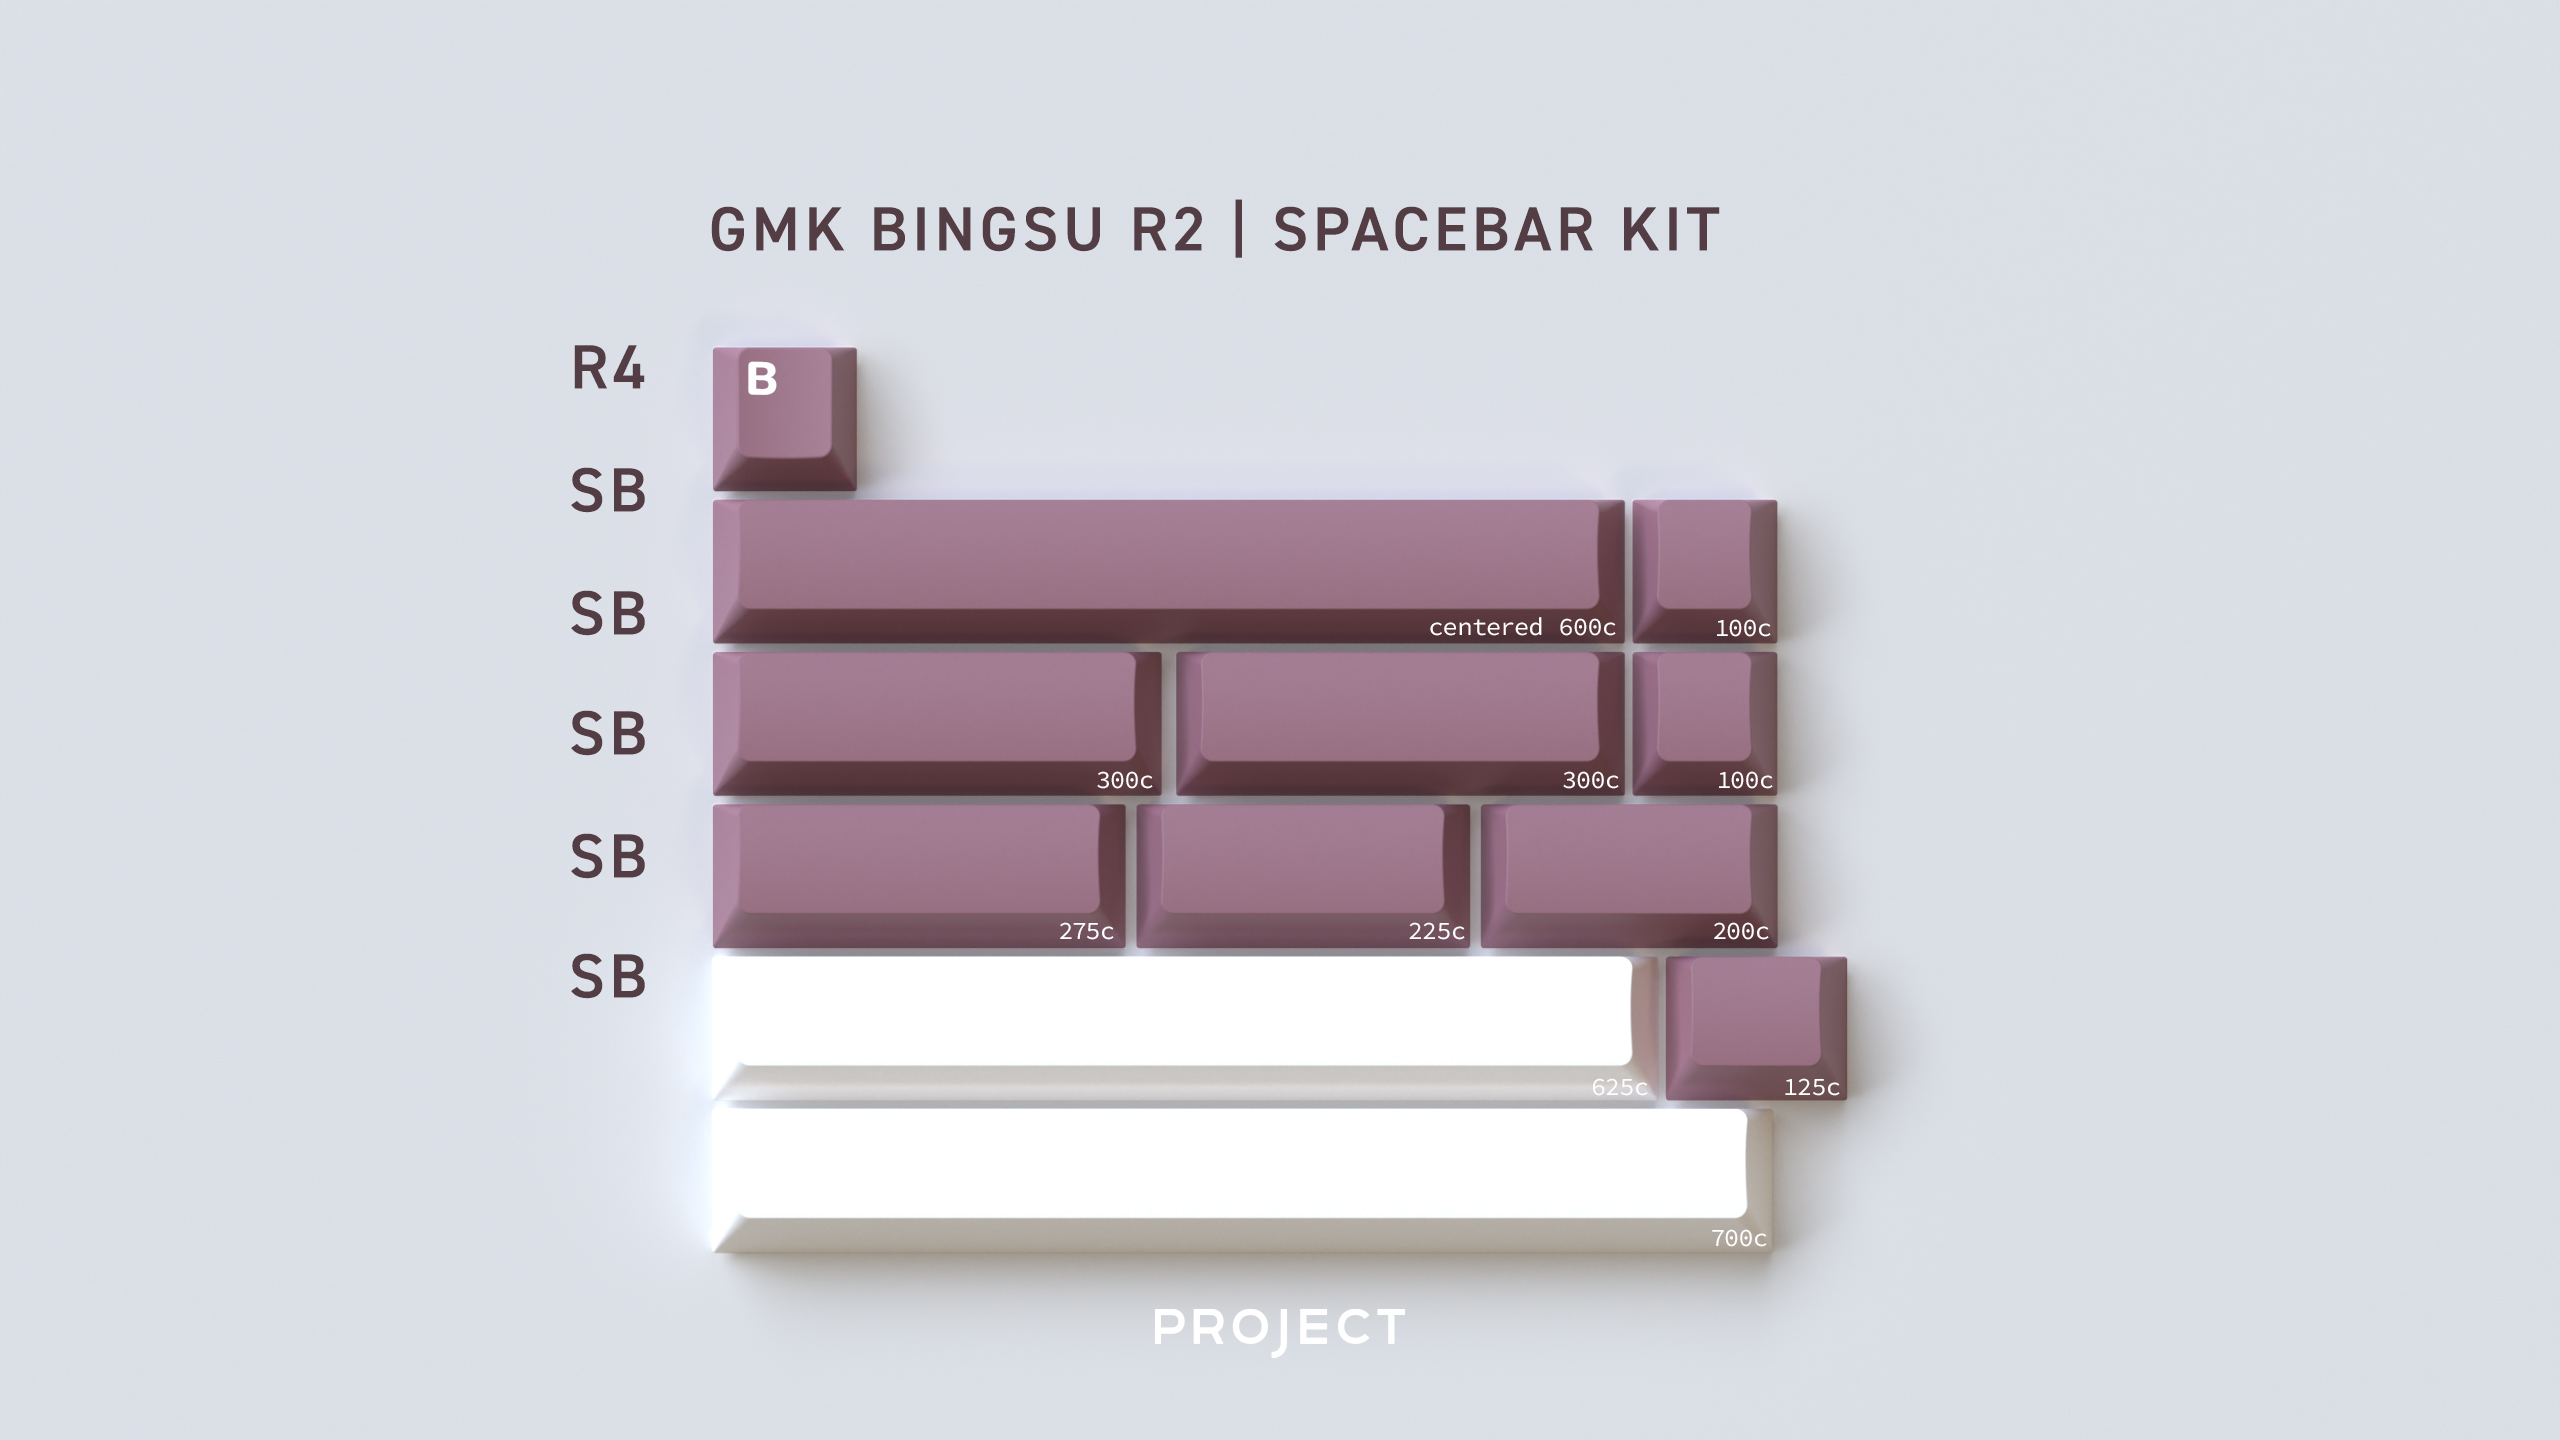 GMK BINGSU R2 | SPACEBAR KIT
R4
B
SB
centered 600c
100c
SB
300c
300c
100c
SB
275c
225c
200c
SB
625c
125c
SB
700c
PROJECT